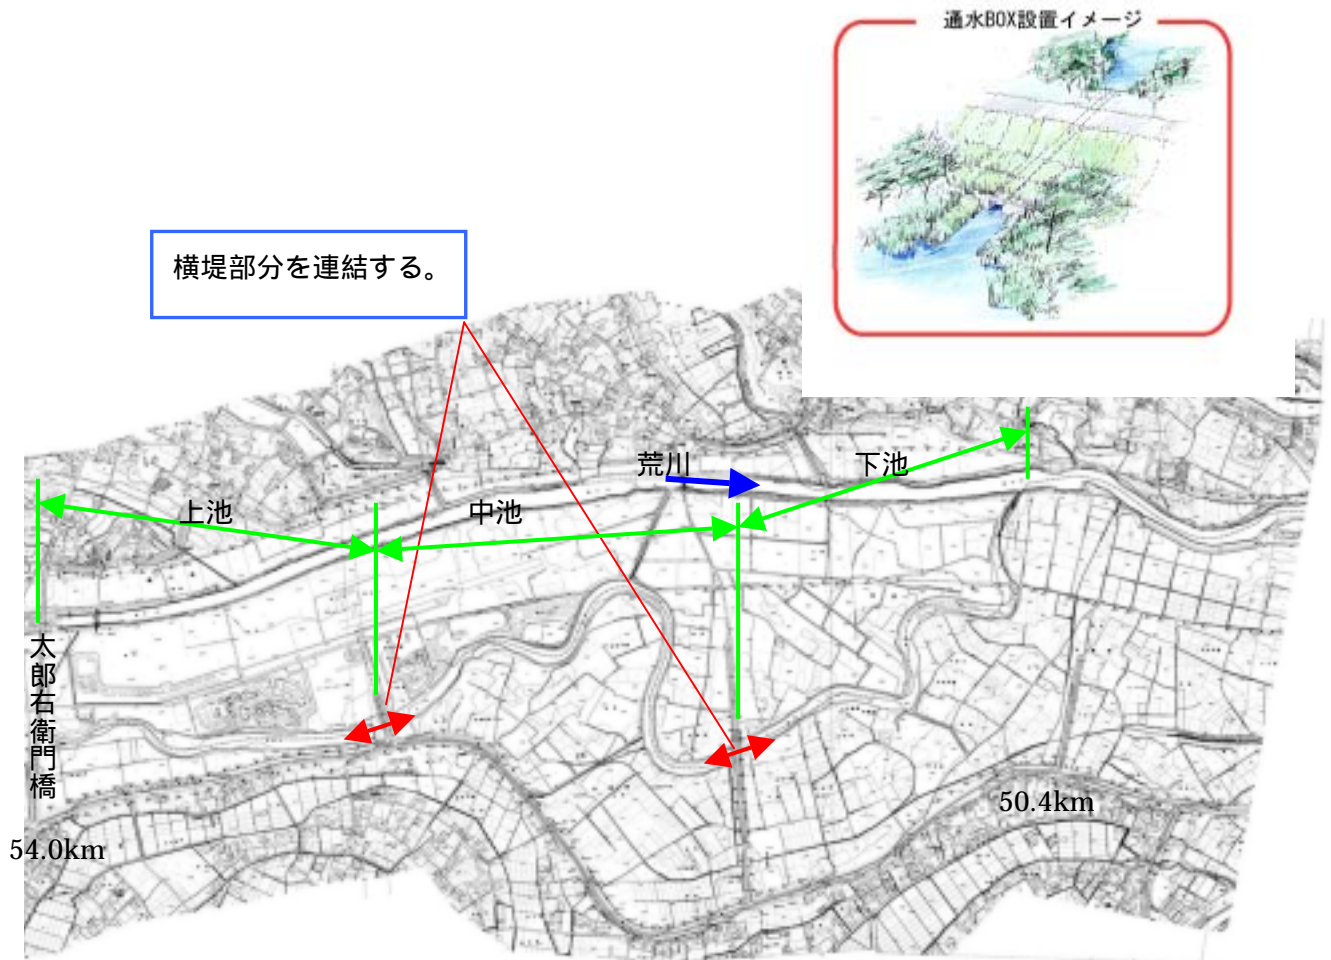 通水BOX設置イメージ
横堤部分を連結する。
荒川
下池
上池
中池
太郎右衛門橋
50.4km
54.0km